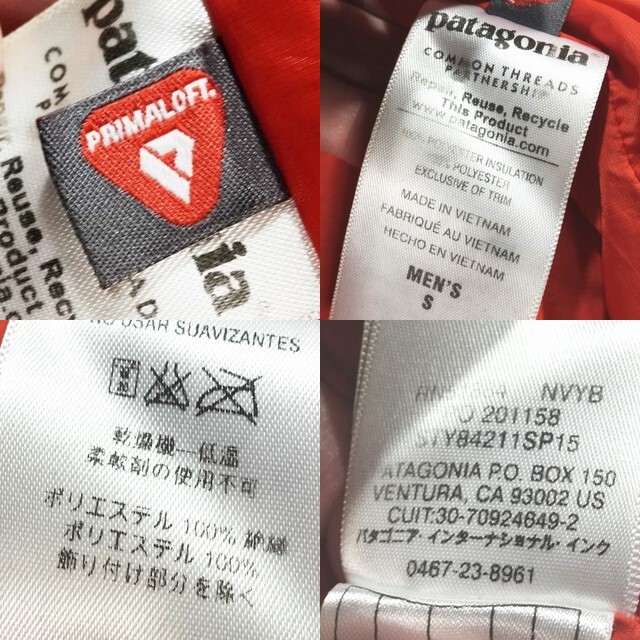 pata
COM
P
ir, Reuse,
Product
PRIMALOFT.
ia
patagonia
COMMON THREADS
PARTNERSHIP
Repair, Reuse, Recycle
This Product
www.patagonia.com
100% POLYESTER INSULATION
100% POLYESTER
EXCLUSIVE OF TRIM
MADE IN VIETNAM
FABRIQUÉ AU VIETNAM
HECHO EN VIETNAM
MEN'S
S
NO USAR SUAVIZANTES
乾燥機—低温
柔軟剤の使用不可
ポリエステル 100%
ポリエステル 100%
飾り付け部分を除く
NVYB
201158
STY84211SP15
PATAGONIA P.O. BOX 150
VENTURA, CA 93002 US
CUIT:30-70924649-2
パタゴニア・インターナショナル・インク
0467-23-8961